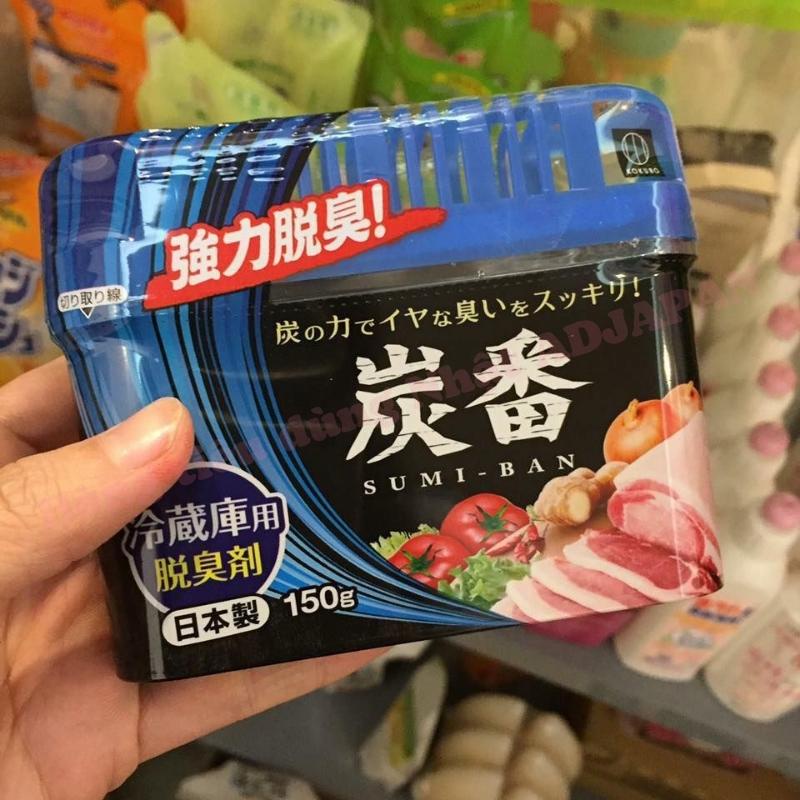 KOKUBO
強力脱臭!
切り取り線
炭の力でイヤな臭いをスッキリ!
炭番
SUMI-BAN
冷蔵庫用
脱臭剤
日本製 150g